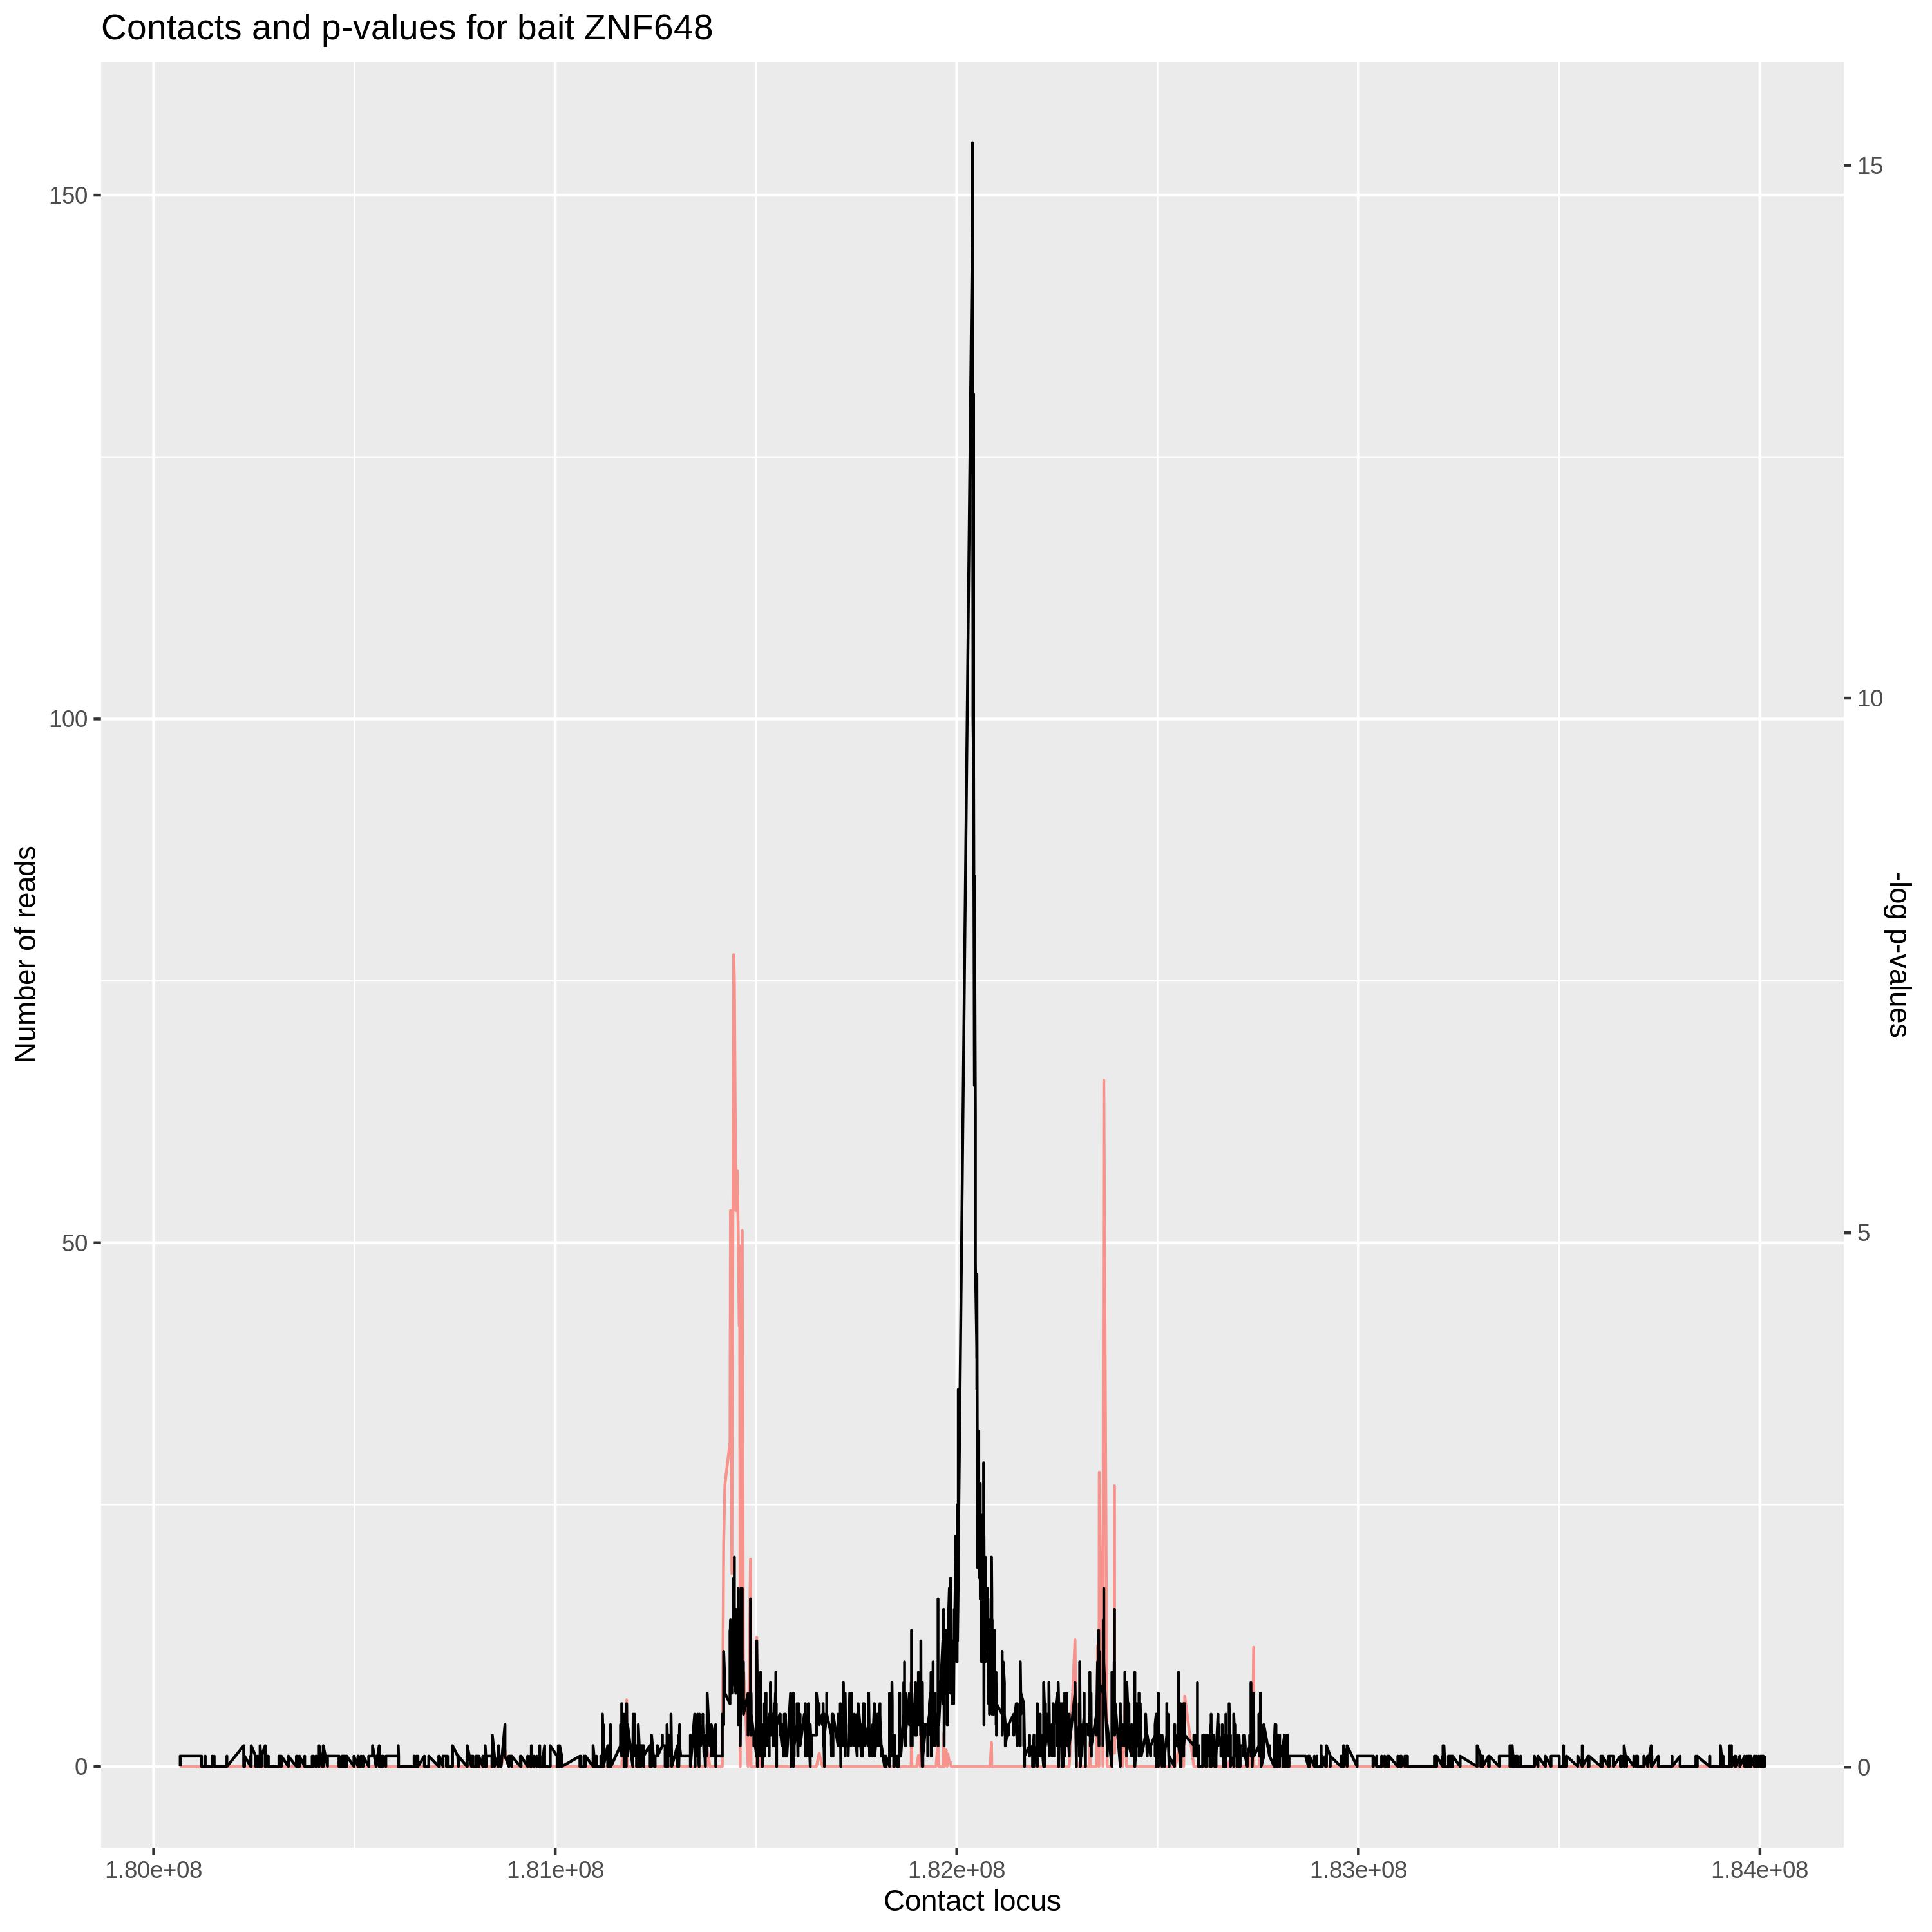 Contacts and p-values for bait ZNF648
150
100
50
0
Number of reads
15
10
5
0
-log p-values
1.80e+08
1.81e+08
1.82e+08
1.83e+08
1.84e+08
Contact locus